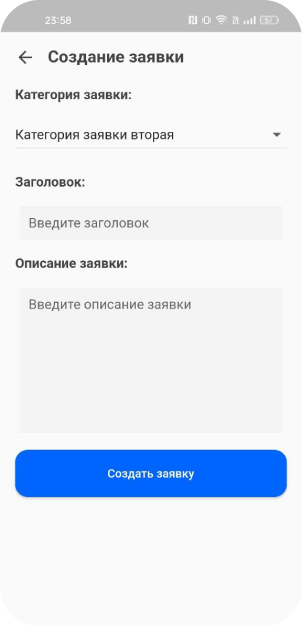 23:58
Создание заявки
Категория заявки:
Категория заявки вторая
Заголовок:
Введите заголовок
Описание заявки:
Введите описание заявки
Создать заявку